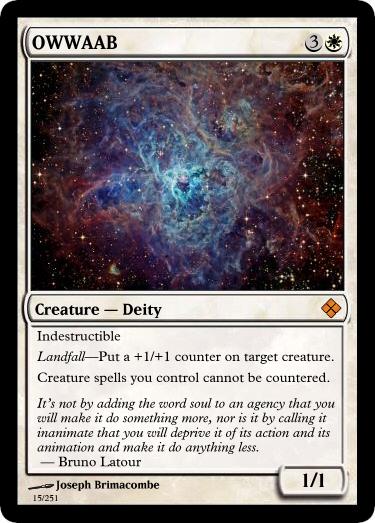 OWWAAB
3
Creature — Deity
Indestructible
Landfall—Put a +1/+1 counter on target creature.
Creature spells you control cannot be countered.
It's not by adding the word soul to an agency that you
will make it do something more, nor is it by calling it
inanimate that you will deprive it of its action and its
animation and make it do anything less.
— Bruno Latour
Joseph Brimacombe
1/1
15/251